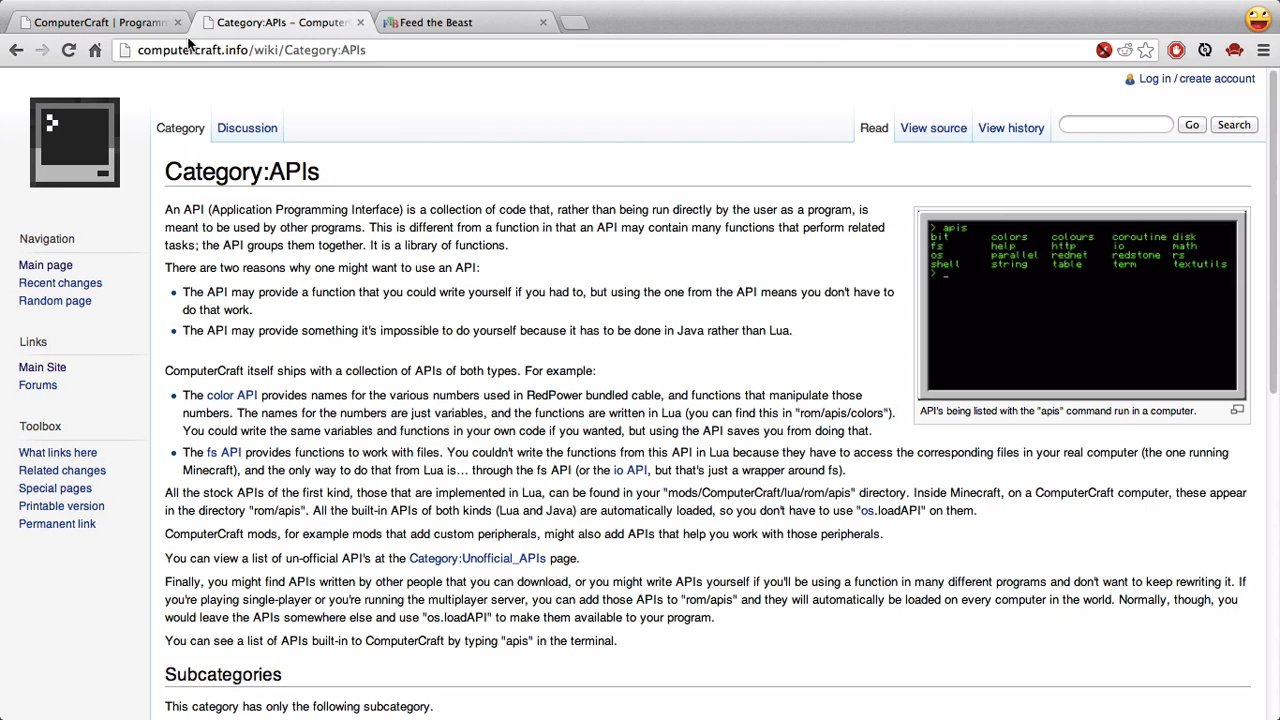 ComputerCraft | Programm
Category:APIs – Computer
Feed the Beast
computercraft.info/wiki/Category:APIs
Log in / create account
Category
Discussion
Read
View source
View history
Go
Search
Category:APIs
An API (Application Programming Interface) is a collection of code that, rather than being run directly by the user as a program, is
meant to be used by other programs. This is different from a function in that an API may contain many functions that perform related
tasks; the API groups them together. It is a library of functions.
There are two reasons why one might want to use an API:
The API may provide a function that you could write yourself if you had to, but using the one from the API means you don't have to
do that work.
The API may provide something it's impossible to do yourself because it has to be done in Java rather than Lua.
ComputerCraft itself ships with a collection of APIs of both types. For example:
The color API provides names for the various numbers used in RedPower bundled cable, and functions that manipulate those
numbers. The names for the numbers are just variables, and the functions are written in Lua (you can find this in "rom/apis/colors").
You could write the same variables and functions in your own code if you wanted, but using the API saves you from doing that.
The fs API provides functions to work with files. You couldn't write the functions from this API in Lua because they have to access the corresponding files in your real computer (the one running
Minecraft), and the only way to do that from Lua is... through the fs API (or the io API, but that's just a wrapper around fs).
All the stock APIs of the first kind, those that are implemented in Lua, can be found in your "mods/ComputerCraft/lua/rom/apis" directory. Inside Minecraft, on a ComputerCraft computer, these appear
in the directory "rom/apis". All the built-in APIs of both kinds (Lua and Java) are automatically loaded, so you don't have to use "os.loadAPI" on them.
ComputerCraft mods, for example mods that add custom peripherals, might also add APIs that help you work with those peripherals.
You can view a list of un-official API's at the Category:Unofficial_APIs page.
Finally, you might find APIs written by other people that you can download, or you might write APIs yourself if you'll be using a function in many different programs and don't want to keep rewriting it. If
you're playing single-player or you're running the multiplayer server, you can add those APIs to "rom/apis" and they will automatically be loaded on every computer in the world. Normally, though, you
would leave the APIs somewhere else and use "os.loadAPI" to make them available to your program.
You can see a list of APIs built-in to ComputerCraft by typing "apis" in the terminal.
Subcategories
This category has only the following subcategory.
> apis
bit colors colours coroutine disk
fs help http io math
os parallel rednet redstone rs
shell string table term textutils
> _
API's being listed with the "apis" command run in a computer.
Navigation
Main page
Recent changes
Random page
Links
Main Site
Forums
Toolbox
What links here
Related changes
Special pages
Printable version
Permanent link